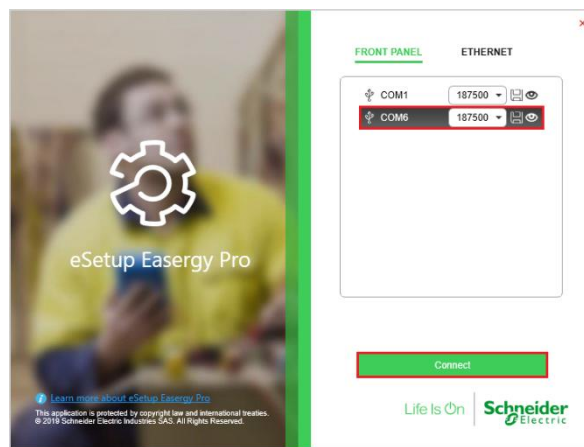 FRONT PANEL
ETHERNET
COM1
187500
COM6
187500
eSetup Easergy Pro
Connect
Learn more about eSetup Easergy Pro
This application is protected by copyright law and international treaties.
© 2019 Schneider Electric Industries SAS. All Rights Reserved.
Life Is On
Schneider
Electric